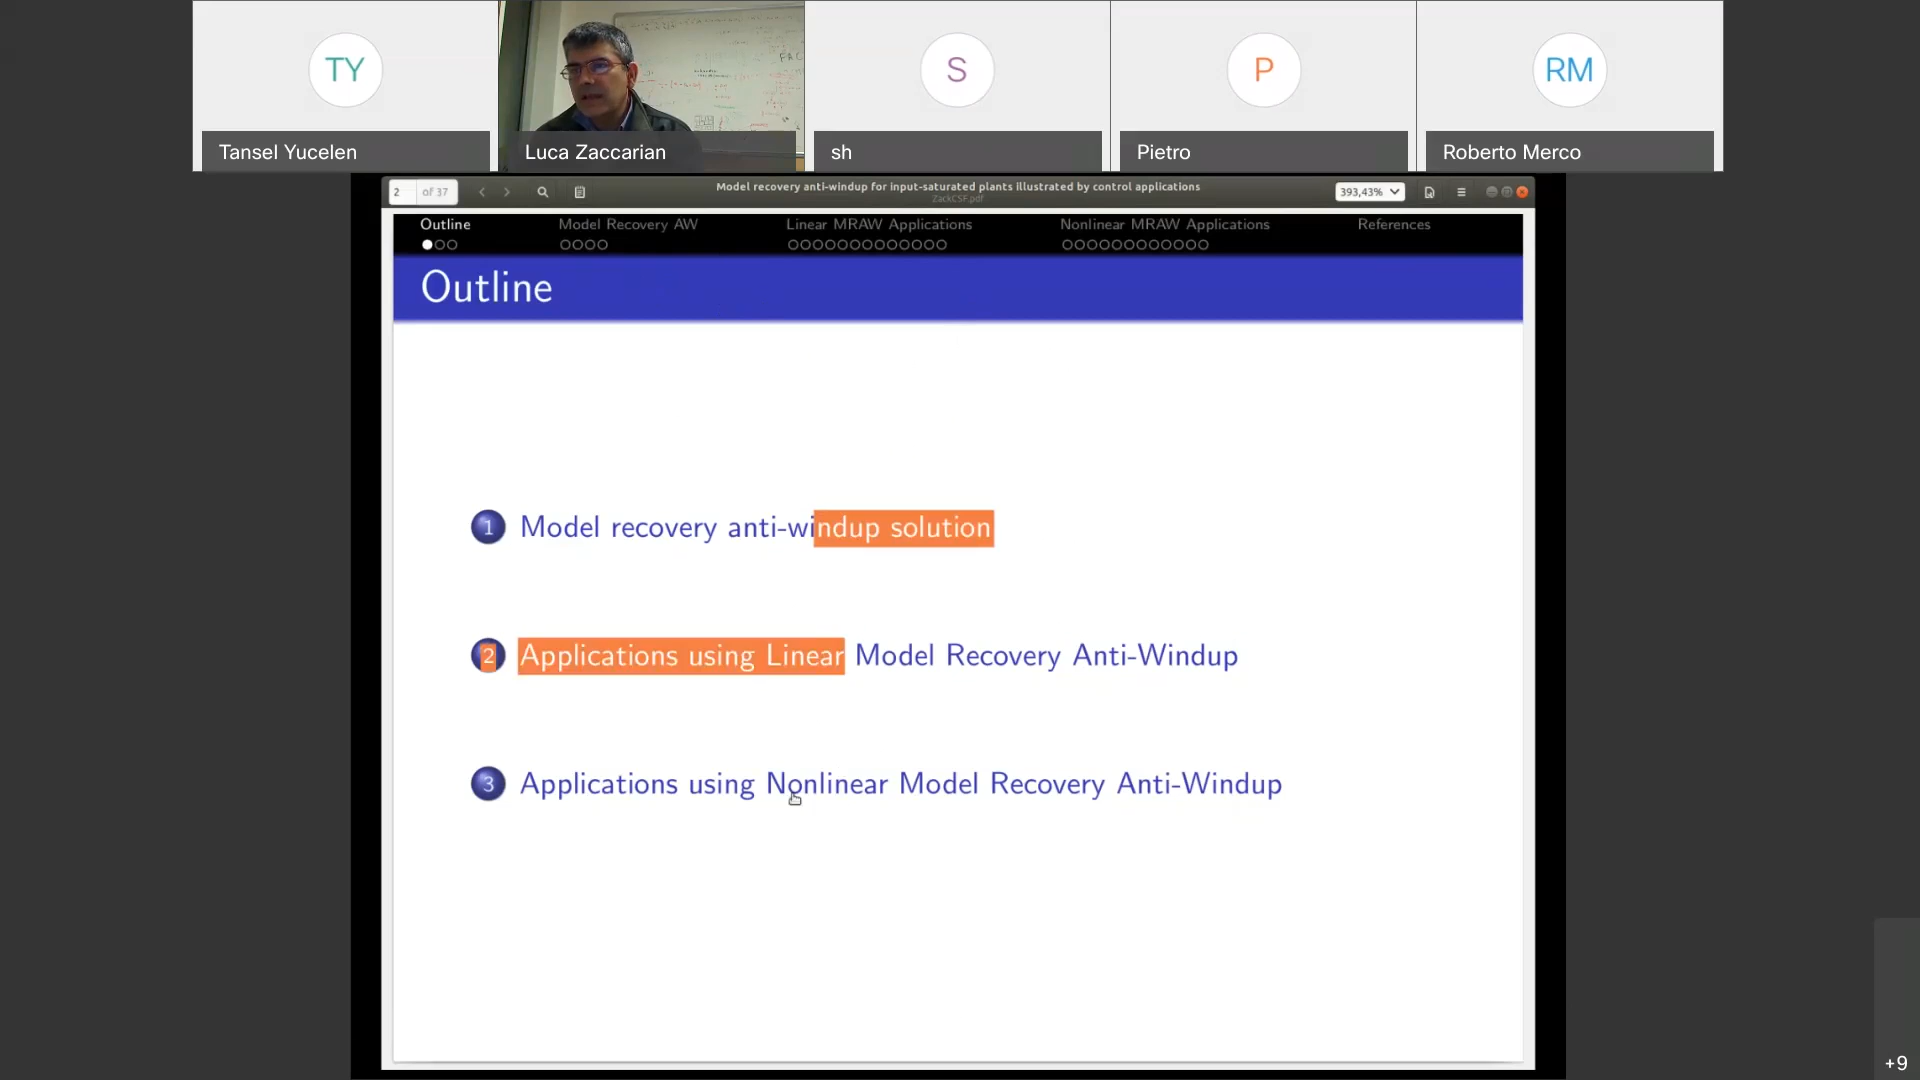 TY
S
P
RM
Tansel Yucelen
Luca Zaccarian
sh
Pietro
Roberto Merco
2 of 37
Model recovery anti-windup for input-saturated plants illustrated by control applications
ZackCSF.pdf
393,43%
Outline
Model Recovery AW
Linear MRAW Applications
Nonlinear MRAW Applications
References
Outline
1 Model recovery anti-windup solution
2 Applications using Linear Model Recovery Anti-Windup
3 Applications using Nonlinear Model Recovery Anti-Windup
+9